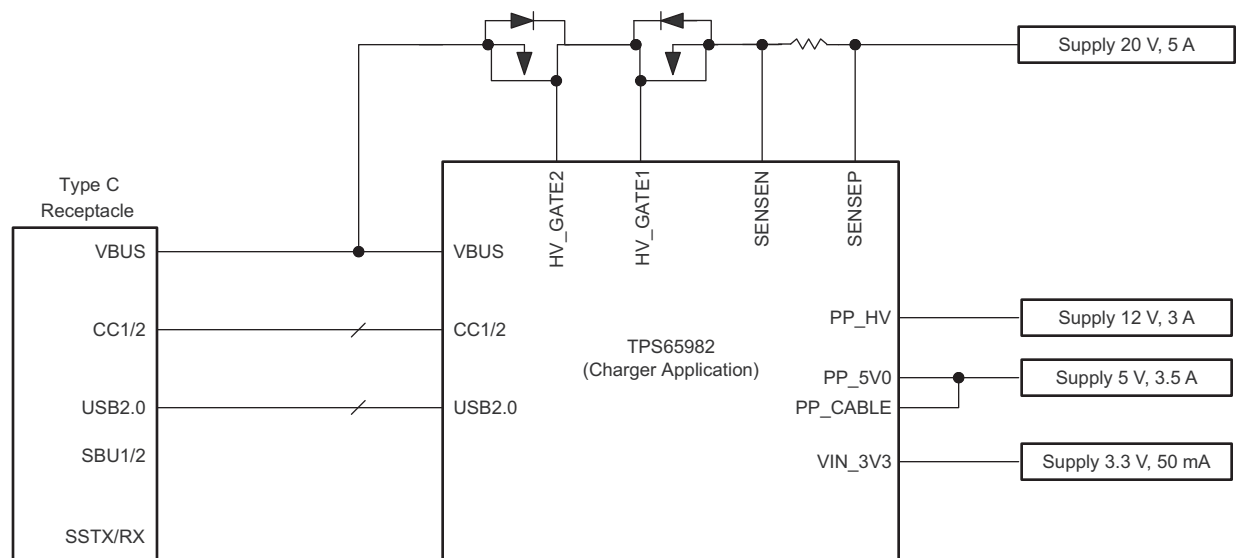 Supply 20 V, 5 A
HV_GATE2
HV_GATE1
SENSEN
SENSEP
Type C
Receptacle
VBUS
VBUS
CC1/2
CC1/2
USB2.0
USB2.0
SBU1/2
SSTX/RX
TPS65982
(Charger Application)
PP_HV
Supply 12 V, 3 A
PP_5V0
Supply 5 V, 3.5 A
PP_CABLE
VIN_3V3
Supply 3.3 V, 50 mA